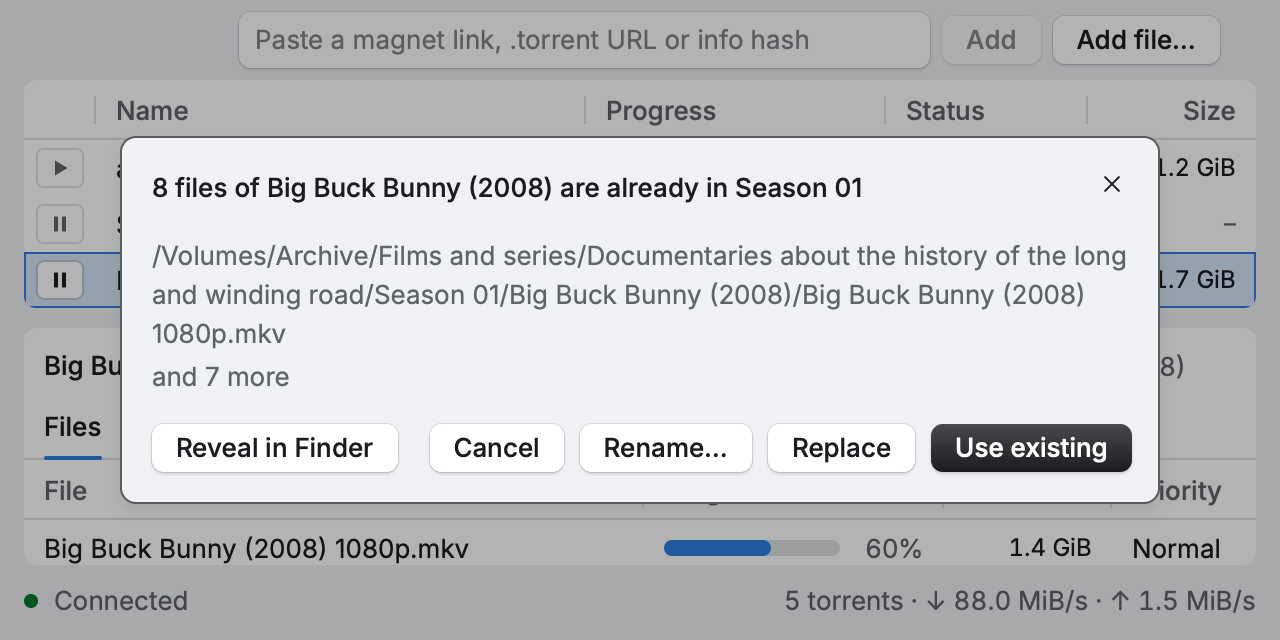 Paste a magnet link, .torrent URL or info hash
Add
Add file...
Name
Progress
Status
Size
1.2 GiB
–
1.7 GiB
8 files of Big Buck Bunny (2008) are already in Season 01
/Volumes/Archive/Films and series/Documentaries about the history of the long
and winding road/Season 01/Big Buck Bunny (2008)/Big Buck Bunny (2008)
1080p.mkv
and 7 more
Reveal in Finder
Cancel
Rename...
Replace
Use existing
Big Bu
8)
Files
File
iority
Big Buck Bunny (2008) 1080p.mkv
60%
1.4 GiB
Normal
Connected
5 torrents · ↓ 88.0 MiB/s · ↑ 1.5 MiB/s